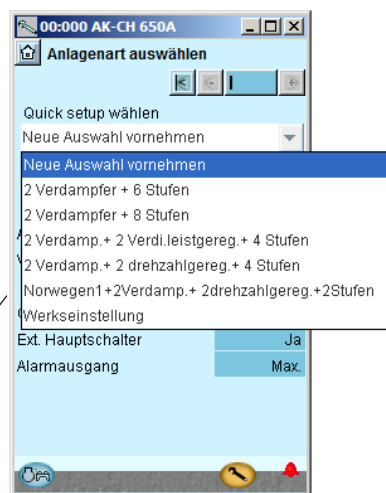 00:000 AK-CH 650A
Anlagenart auswählen
Quick setup wählen
Neue Auswahl vornehmen
Neue Auswahl vornehmen
2 Verdampfer + 6 Stufen
2 Verdampfer + 8 Stufen
2 Verdamp.+ 2 Verdi.leistgereg.+ 4 Stufen
2 Verdamp.+ 2 drehzahlgereg.+ 4 Stufen
Norwegen1+2Verdamp.+ 2drehzahlgereg.+2Stufen
Werkseinstellung
Ext. Hauptschalter Ja
Alarmausgang Max.